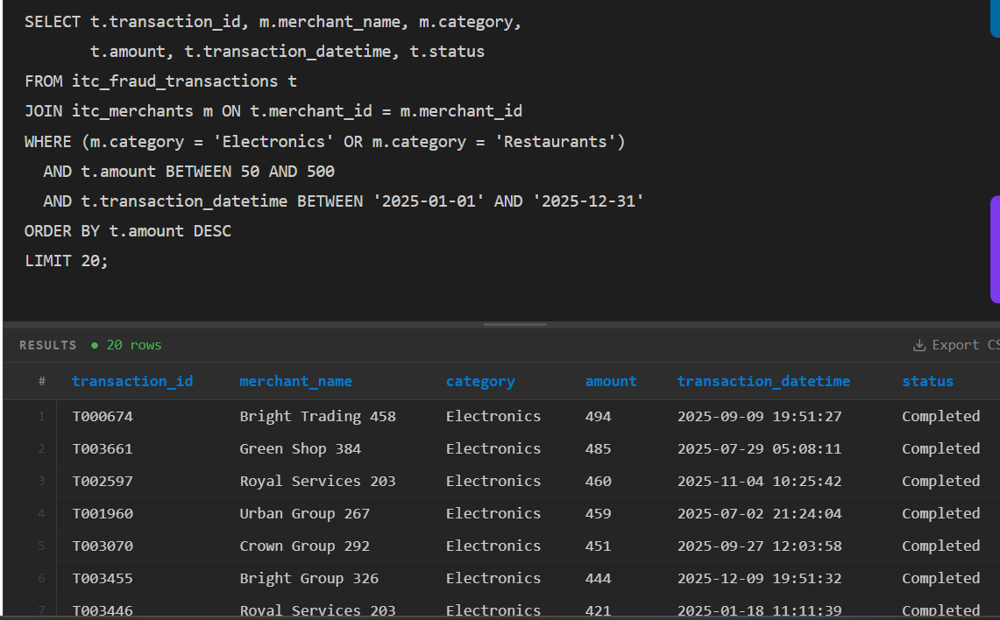 SELECT t.transaction_id, m.merchant_name, m.category,
       t.amount, t.transaction_datetime, t.status
FROM itc_fraud_transactions t
JOIN itc_merchants m ON t.merchant_id = m.merchant_id
WHERE (m.category = 'Electronics' OR m.category = 'Restaurants')
  AND t.amount BETWEEN 50 AND 500
  AND t.transaction_datetime BETWEEN '2025-01-01' AND '2025-12-31'
ORDER BY t.amount DESC
LIMIT 20;
RESULTS ● 20 rows Export CS
# transaction_id merchant_name category amount transaction_datetime status
1 T000674 Bright Trading 458 Electronics 494 2025-09-09 19:51:27 Completed
2 T003661 Green Shop 384 Electronics 485 2025-07-29 05:08:11 Completed
3 T002597 Royal Services 203 Electronics 460 2025-11-04 10:25:42 Completed
4 T001960 Urban Group 267 Electronics 459 2025-07-02 21:24:04 Completed
5 T003070 Crown Group 292 Electronics 451 2025-09-27 12:03:58 Completed
6 T003455 Bright Group 326 Electronics 444 2025-12-09 19:51:32 Completed
7 T003446 Royal Services 203 Electronics 421 2025-01-18 11:11:39 Completed